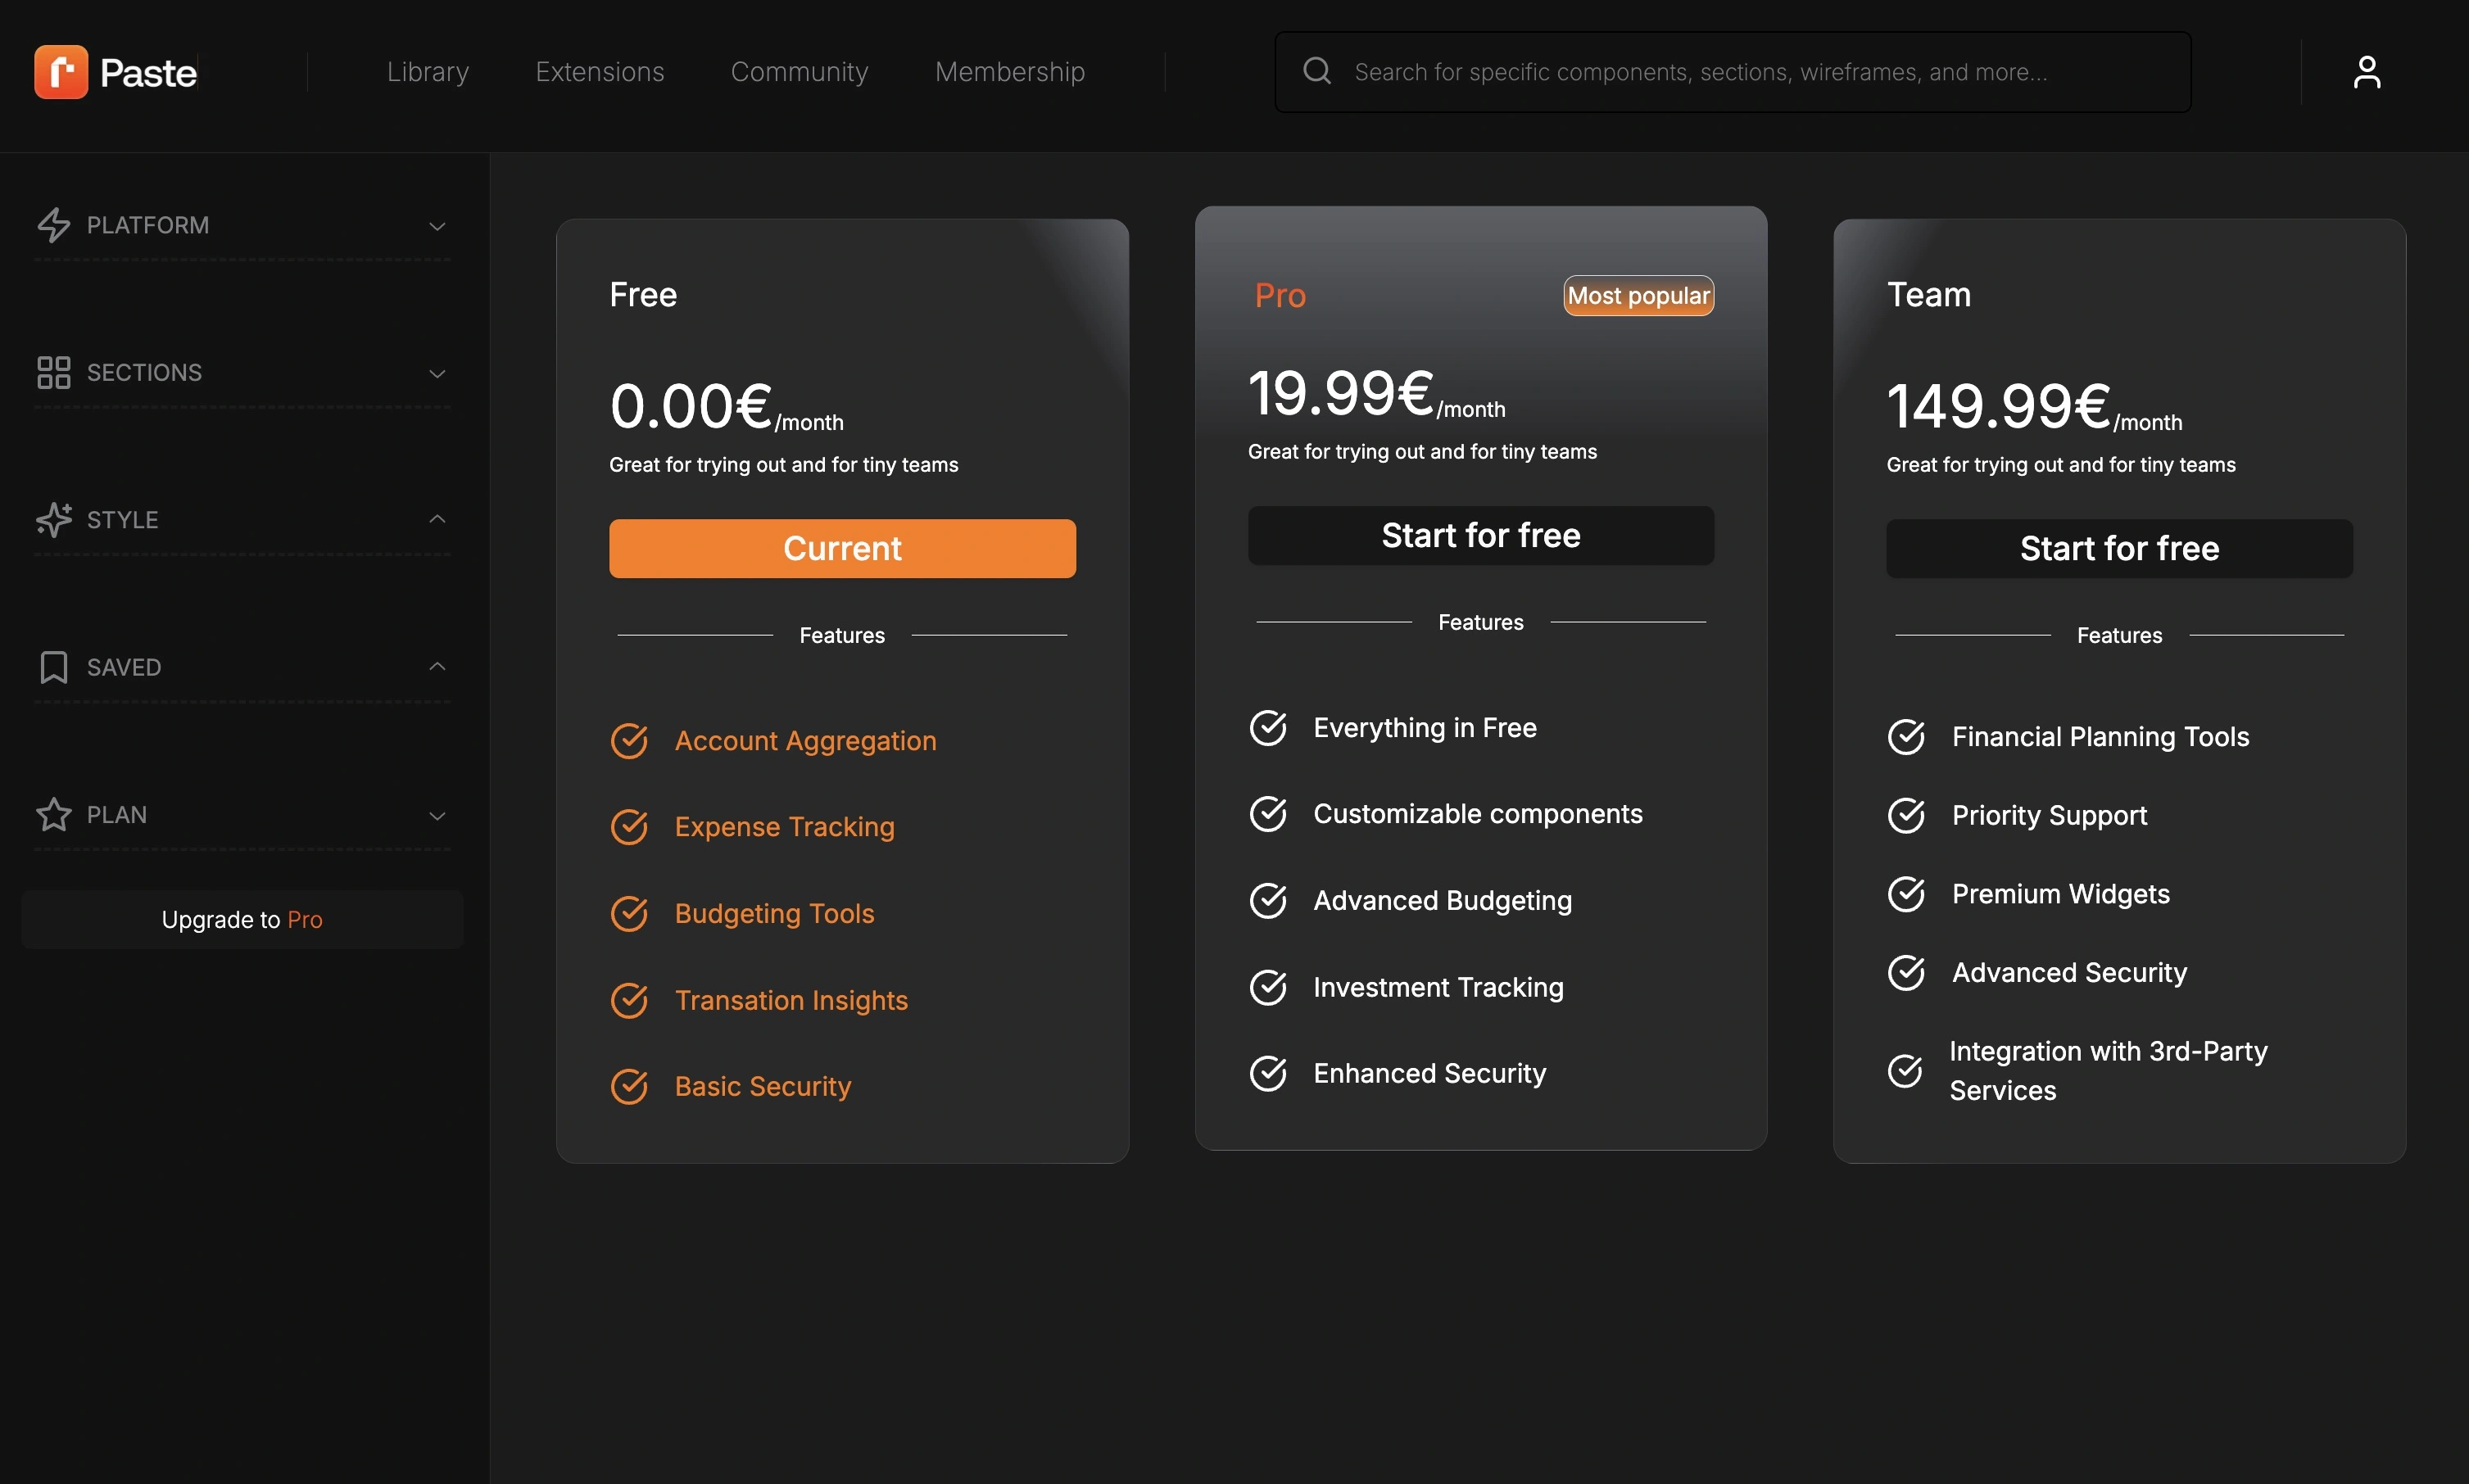 Paste
Library
Extensions
Community
Membership
Search for specific components, sections, wireframes, and more...
PLATFORM
SECTIONS
STYLE
SAVED
PLAN
Upgrade to Pro
Free
0.00€/month
Great for trying out and for tiny teams
Current
Features
Account Aggregation
Expense Tracking
Budgeting Tools
Transation Insights
Basic Security
Pro
Most popular
19.99€/month
Great for trying out and for tiny teams
Start for free
Features
Everything in Free
Customizable components
Advanced Budgeting
Investment Tracking
Enhanced Security
Team
149.99€/month
Great for trying out and for tiny teams
Start for free
Features
Financial Planning Tools
Priority Support
Premium Widgets
Advanced Security
Integration with 3rd-Party
Services